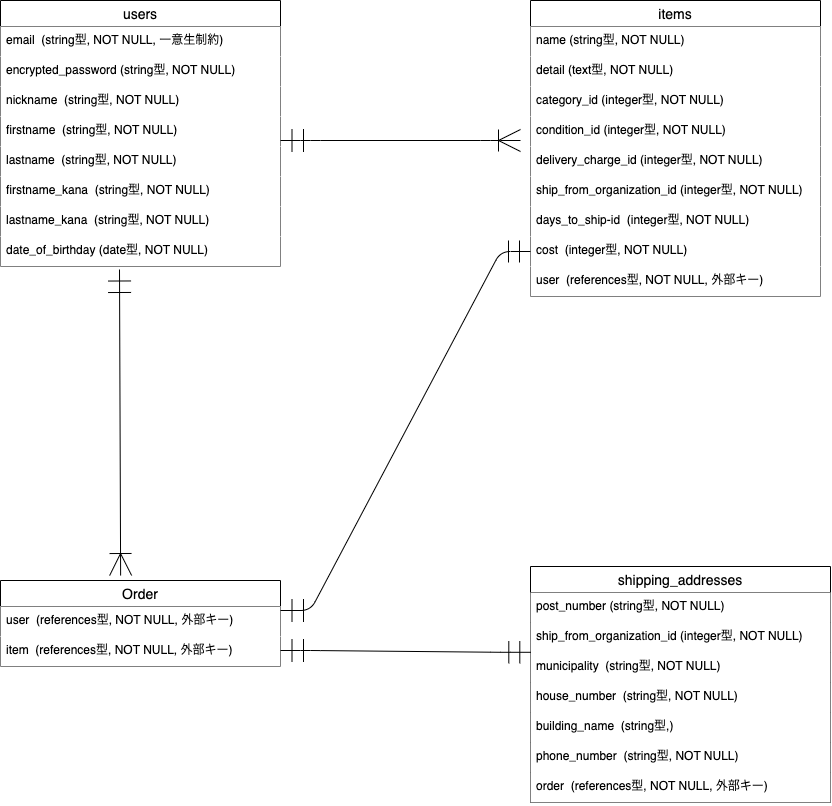 users
email (string型, NOT NULL, 一意生制約)
encrypted_password (string型, NOT NULL)
nickname (string型, NOT NULL)
firstname (string型, NOT NULL)
lastname (string型, NOT NULL)
firstname_kana (string型, NOT NULL)
lastname_kana (string型, NOT NULL)
date_of_birthday (date型, NOT NULL)
items
name (string型, NOT NULL)
detail (text型, NOT NULL)
category_id (integer型, NOT NULL)
condition_id (integer型, NOT NULL)
delivery_charge_id (integer型, NOT NULL)
ship_from_organization_id (integer型, NOT NULL)
days_to_ship-id (integer型, NOT NULL)
cost (integer型, NOT NULL)
user (references型, NOT NULL, 外部キー)
Order
user (references型, NOT NULL, 外部キー)
item (references型, NOT NULL, 外部キー)
shipping_addresses
post_number (string型, NOT NULL)
ship_from_organization_id (integer型, NOT NULL)
municipality (string型, NOT NULL)
house_number (string型, NOT NULL)
building_name (string型,)
phone_number (string型, NOT NULL)
order (references型, NOT NULL, 外部キー)